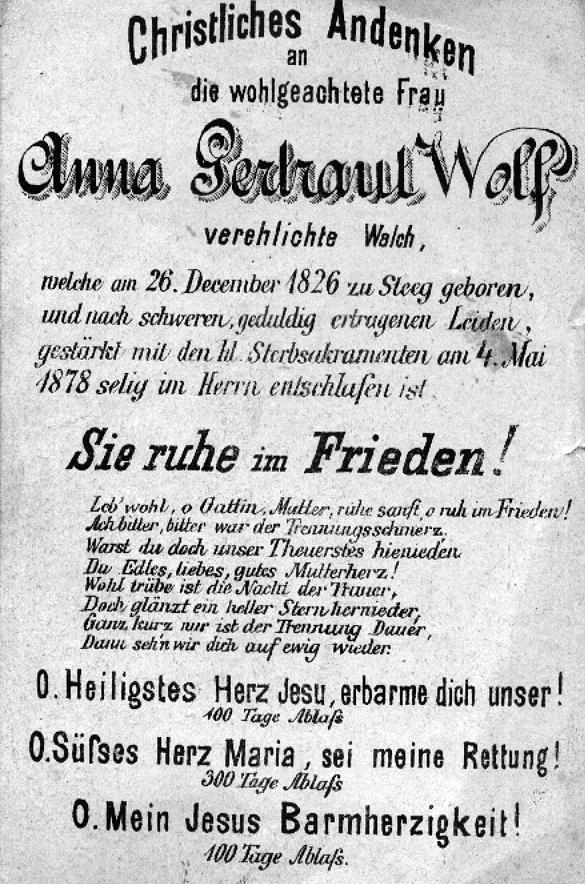 Christliches Andenken
an
die wohlgeachtete Frau
Anna Gertraud Wolf
verehlichte Walch,
welche am 26. December 1826 zu Steeg geboren,
und nach schweren, geduldig ertragenen Leiden,
gestärkt mit den hl. Sterbsakramenten am 4. Mai
1878 selig im Herrn entschlafen ist.
Sie ruhe im Frieden!
Leb' wohl, o Gattin, Mutter, ruhe sanft, o ruh im Frieden!
Ach bitter, bitter war der Trennungsschmerz,
Warst du doch unser Theuerstes hienieden
Du Edles, liebes, gutes Mutterherz!
Wohl trübe ist die Nacht der Trauer,
Doch glänzt ein heller Stern hernieder,
Ganz kurz nur ist der Trennung Dauer,
Dann seh'n wir dich auf ewig wieder.
O. Heiligstes Herz Jesu, erbarme dich unser!
100 Tage Ablaß
O. Süſses Herz Maria, sei meine Rettung!
300 Tage Ablaſs
O. Mein Jesus Barmherzigkeit!
100 Tage Ablaſs.